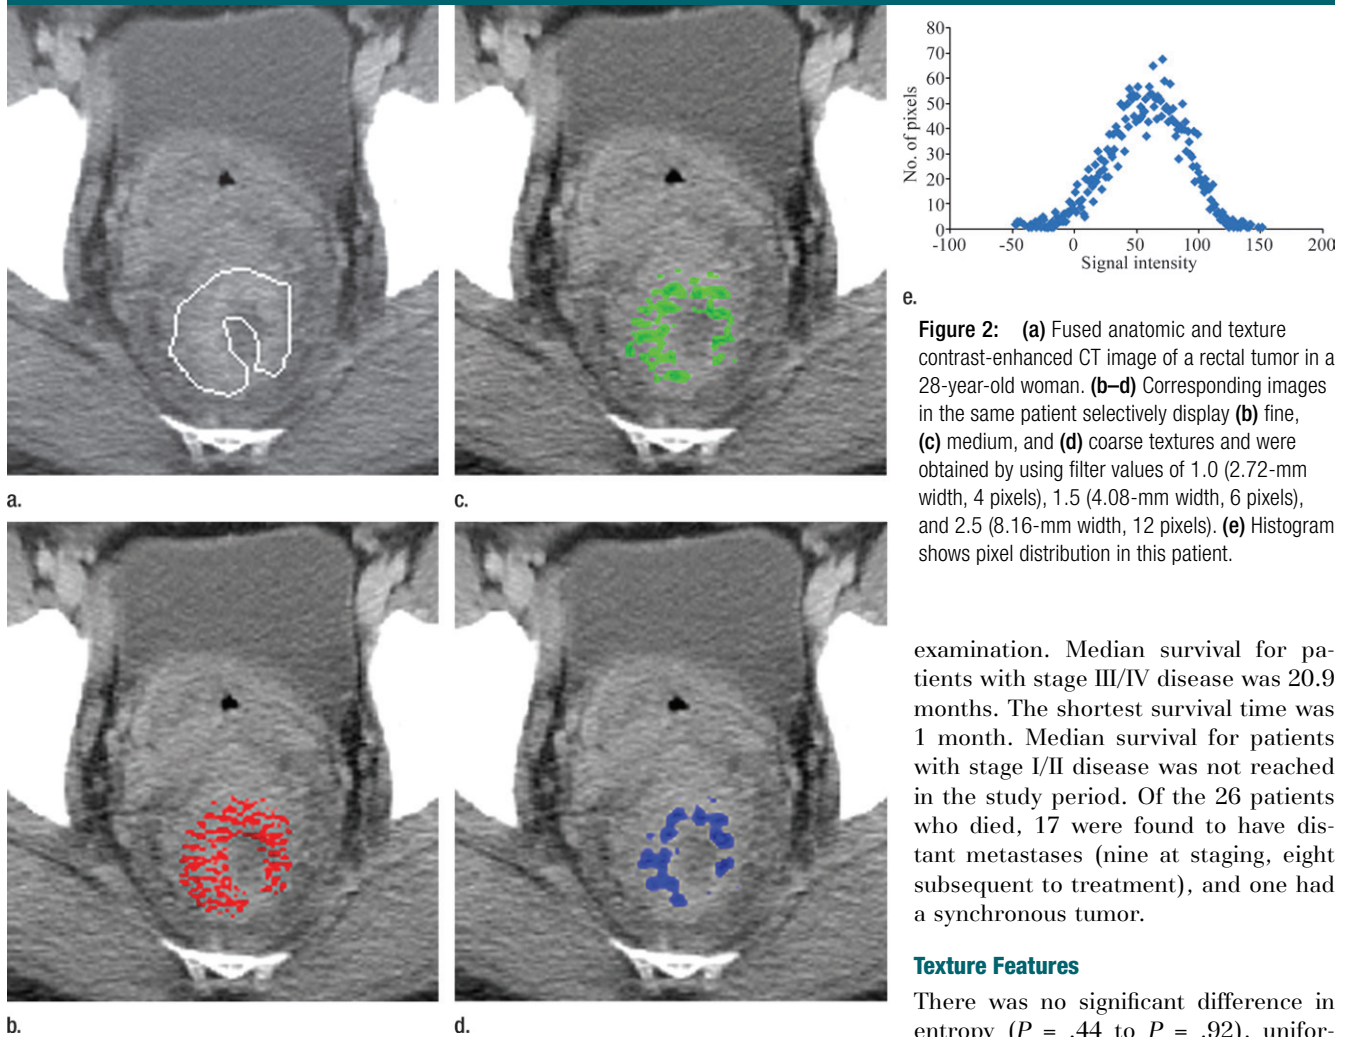 a.
c.
b.
d.
80
70
60
50
40
30
20
10
0
No. of pixels
-100 -50 0 50 100 150 200
Signal intensity
e.
Figure 2: (a) Fused anatomic and texture
contrast-enhanced CT image of a rectal tumor in a
28-year-old woman. (b–d) Corresponding images
in the same patient selectively display (b) fine,
(c) medium, and (d) coarse textures and were
obtained by using filter values of 1.0 (2.72-mm
width, 4 pixels), 1.5 (4.08-mm width, 6 pixels),
and 2.5 (8.16-mm width, 12 pixels). (e) Histogram
shows pixel distribution in this patient.
examination. Median survival for pa-
tients with stage III/IV disease was 20.9
months. The shortest survival time was
1 month. Median survival for patients
with stage I/II disease was not reached
in the study period. Of the 26 patients
who died, 17 were found to have dis-
tant metastases (nine at staging, eight
subsequent to treatment), and one had
a synchronous tumor.
Texture Features
There was no significant difference in
entropy (P = .44 to P = .92), unifor-